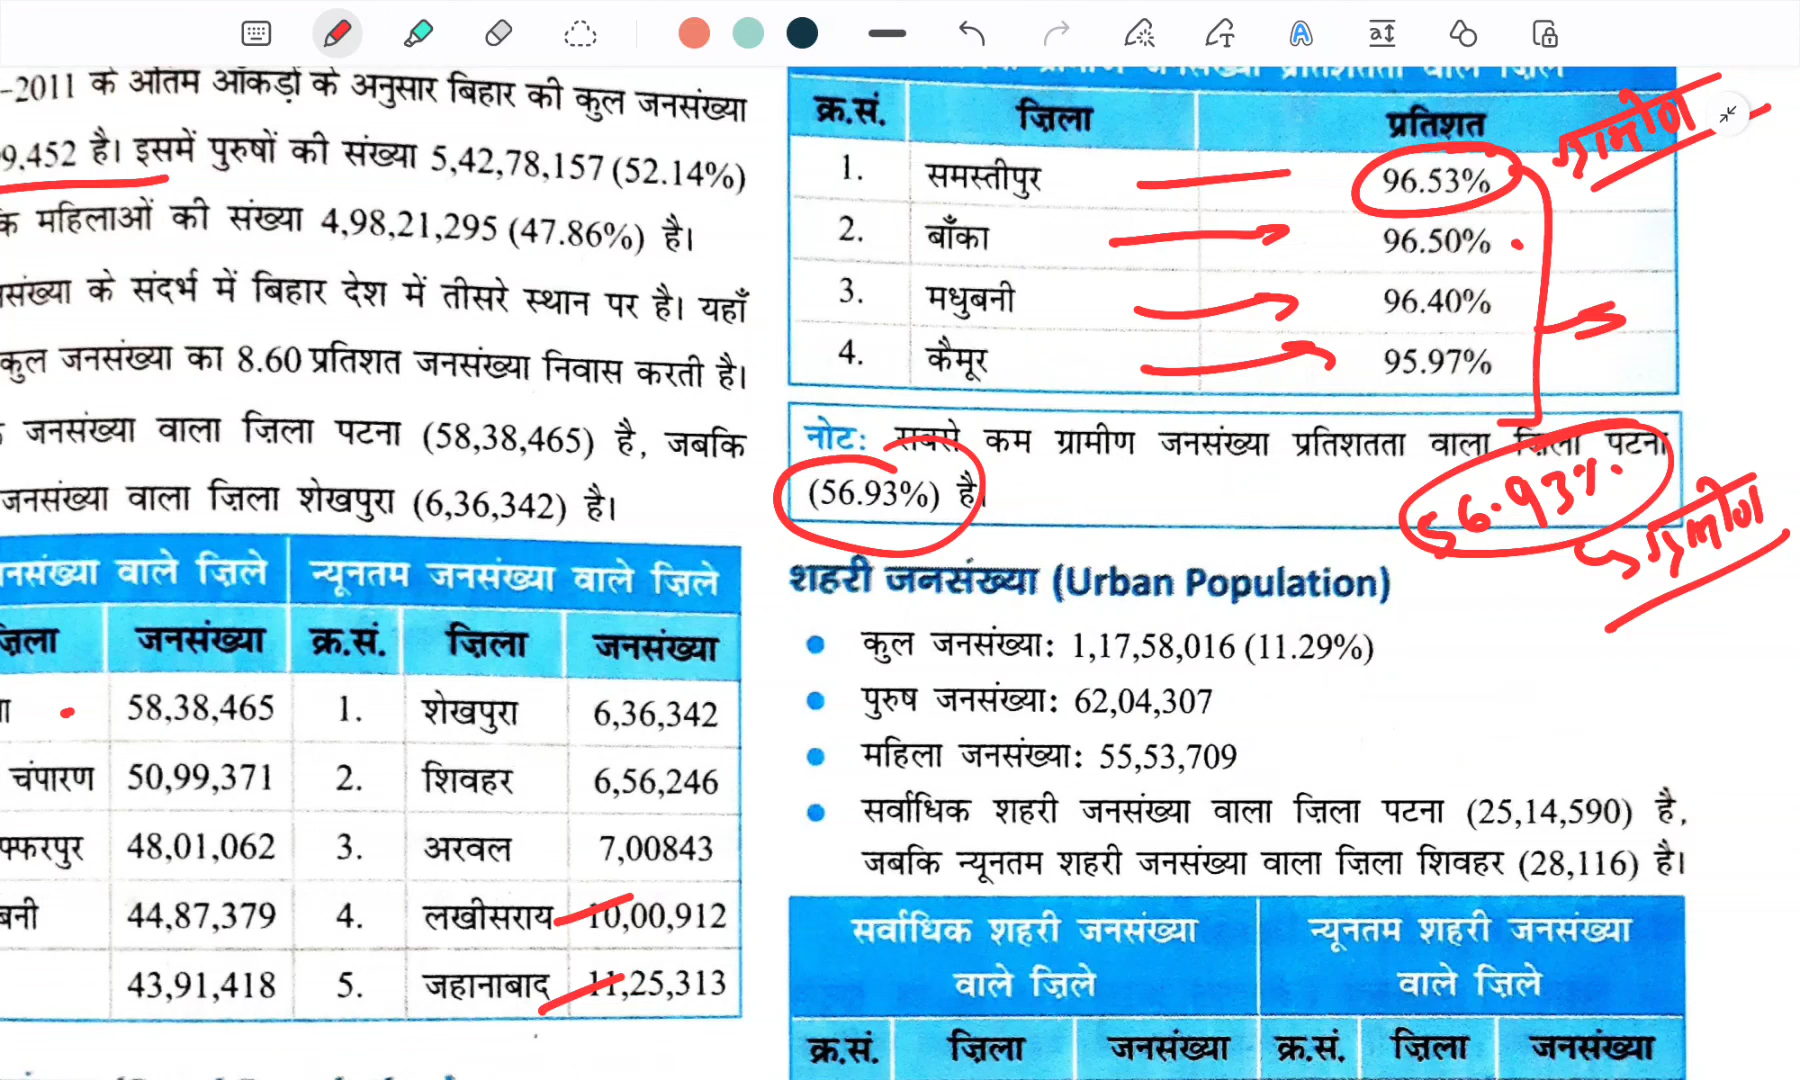 -2011 के अंतिम आँकड़ों के अनुसार बिहार की कुल जनसंख्या
9,452 है। इसमें पुरुषों की संख्या 5,42,78,157 (52.14%)
महिलाओं की संख्या 4,98,21,295 (47.86%) है।
के संदर्भ में बिहार देश में तीसरे स्थान पर है। यहाँ
कुल जनसंख्या का 8.60 प्रतिशत जनसंख्या निवास करती है।
जनसंख्या वाला ज़िला पटना (58,38,465) है, जबकि
जनसंख्या वाला ज़िला शेखपुरा (6,36,342) है।
वाले ज़िले न्यूनतम जनसंख्या वाले ज़िले
जनसंख्या क्र.सं. ज़िला जनसंख्या
58,38,465 1. शेखपुरा 6,36,342
चंपारण 50,99,371 2. शिवहर 6,56,246
फ्फरपुर 48,01,062 3. अरवल 7,00843
बनी 44,87,379 4. लखीसराय 10,00,912
43,91,418 5. जहानाबाद 11,25,313
क्र.सं. ज़िला प्रतिशत
ग्रामीण
1. समस्तीपुर 96.53%
2. बाँका 96.50%
3. मधुबनी 96.40%
4. कैमूर 95.97%
नोट: सबसे कम ग्रामीण जनसंख्या प्रतिशतता वाला ज़िला पटना
(56.93%) है।
56.93%
ग्रामीण
शहरी जनसंख्या (Urban Population)
कुल जनसंख्या: 1,17,58,016 (11.29%)
पुरुष जनसंख्या: 62,04,307
महिला जनसंख्या: 55,53,709
सर्वाधिक शहरी जनसंख्या वाला ज़िला पटना (25,14,590) है,
जबकि न्यूनतम शहरी जनसंख्या वाला ज़िला शिवहर (28,116) है।
सर्वाधिक शहरी जनसंख्या
वाले ज़िले
न्यूनतम शहरी जनसंख्या
वाले ज़िले
क्र.सं. ज़िला जनसंख्या क्र.सं. ज़िला जनसंख्या